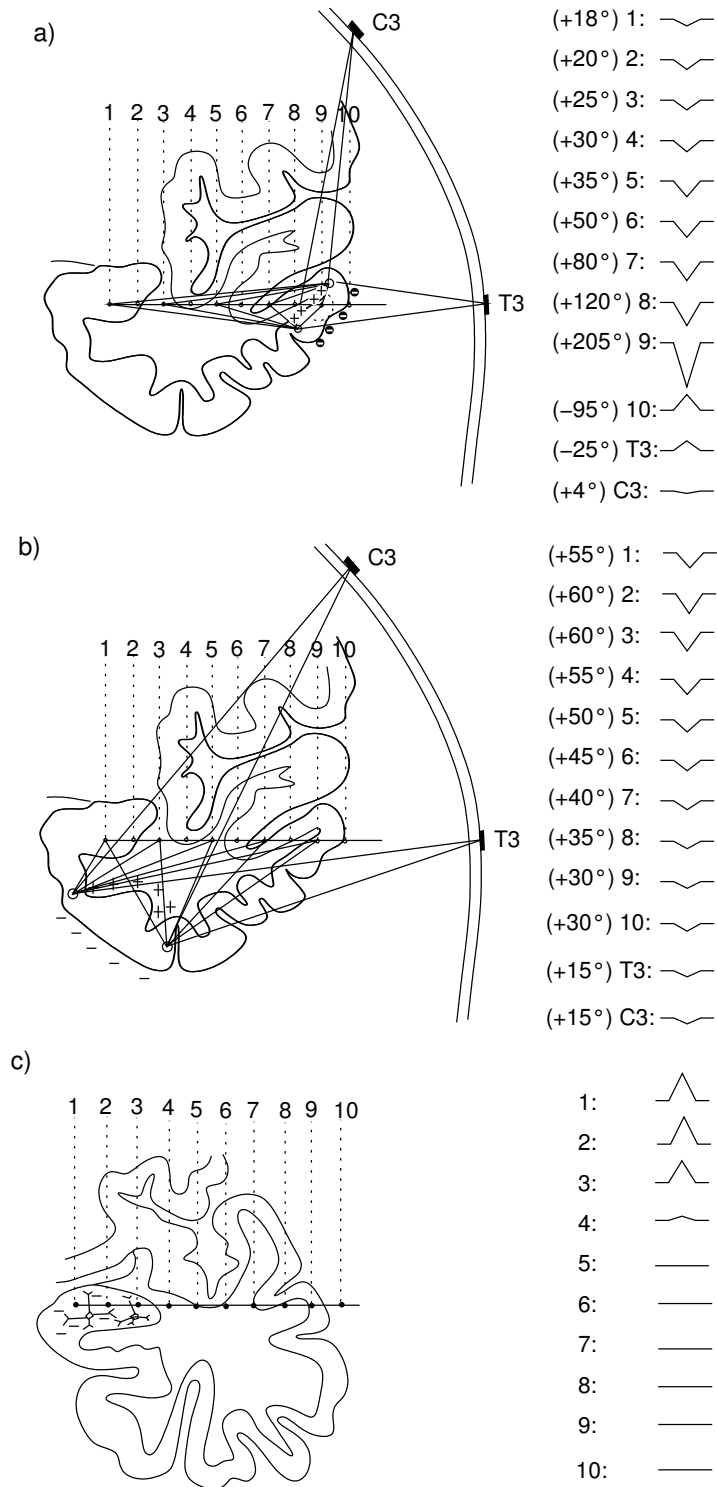 a)
C3
1 2 3 4 5 6 7 8 9 10
T3
(+18°) 1:
(+20°) 2:
(+25°) 3:
(+30°) 4:
(+35°) 5:
(+50°) 6:
(+80°) 7:
(+120°) 8:
(+205°) 9:
(−95°) 10:
(−25°) T3:
(+4°) C3:
b)
C3
1 2 3 4 5 6 7 8 9 10
T3
(+55°) 1:
(+60°) 2:
(+60°) 3:
(+55°) 4:
(+50°) 5:
(+45°) 6:
(+40°) 7:
(+35°) 8:
(+30°) 9:
(+30°) 10:
(+15°) T3:
(+15°) C3:
c)
1 2 3 4 5 6 7 8 9 10
1:
2:
3:
4:
5:
6:
7:
8:
9:
10: